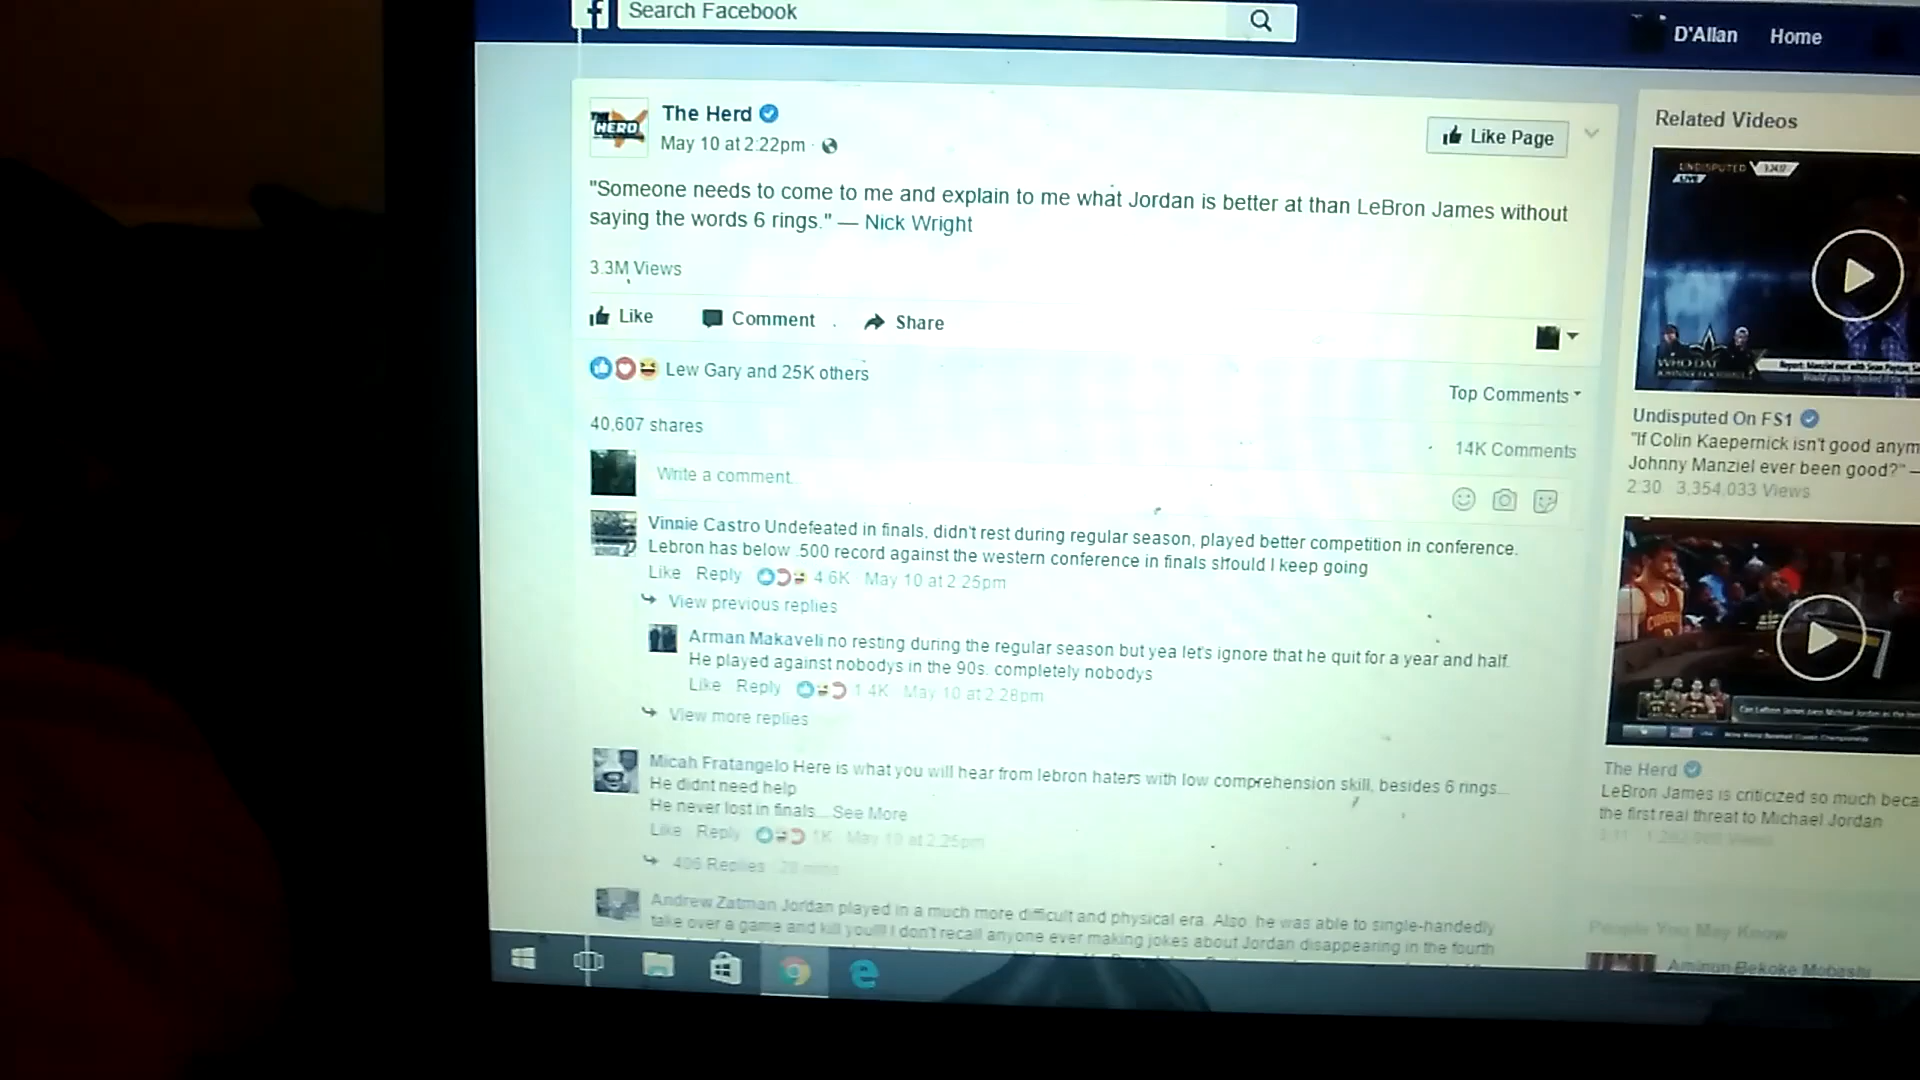 Search Facebook
D'Allan Home
The Herd
May 10 at 2:22pm ·
HERD
Like Page
"Someone needs to come to me and explain to me what Jordan is better at than LeBron James without
saying the words 6 rings." — Nick Wright
3.3M Views
Like Comment Share
Lew Gary and 25K others
Top Comments
40,607 shares
14K Comments
Write a comment...
Vinnie Castro Undefeated in finals, didn't rest during regular season, played better competition in conference.
Lebron has below .500 record against the western conference in finals should I keep going
Like Reply 4.6K May 10 at 2:25pm
View previous replies
Arman Makaveli no resting during the regular season but yea let's ignore that he quit for a year and half.
He played against nobodys in the 90s. completely nobodys
Like Reply 1.4K May 10 at 2:28pm
View more replies
Micah Fratangelo Here is what you will hear from lebron haters with low comprehension skill, besides 6 rings...
He didnt need help
He never lost in finals... See More
Like Reply 1K May 10 at 2:25pm
406 Replies
Andrew Zatman Jordan played in a much more difficult and physical era. Also, he was able to single-handedly
take over a game and kill you!!!! I don't recall anyone ever making jokes about Jordan disappearing in the fourth
Related Videos
UNDISPUTED
LIVE
WHO DAT
Undisputed On FS1
"If Colin Kaepernick isn't good anym
Johnny Manziel ever been good?" —
2:30 3,354,033 Views
The Herd
LeBron James is criticized so much beca
the first real threat to Michael Jordan
People You May Know